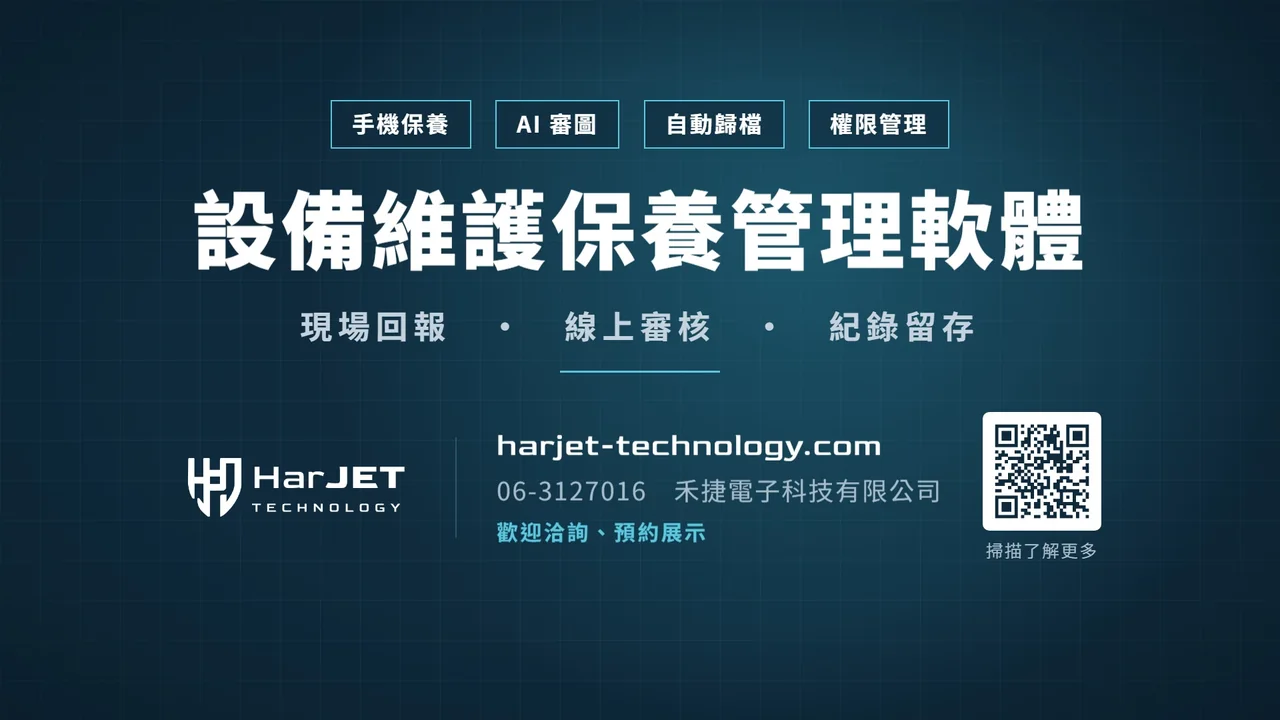 手機保養
AI 審圖
自動歸檔
權限管理
設備維護保養管理軟體
現場回報 • 線上審核 • 紀錄留存
HarJET
TECHNOLOGY
harjet-technology.com
06-3127016 禾捷電子科技有限公司
歡迎洽詢、預約展示
掃描了解更多